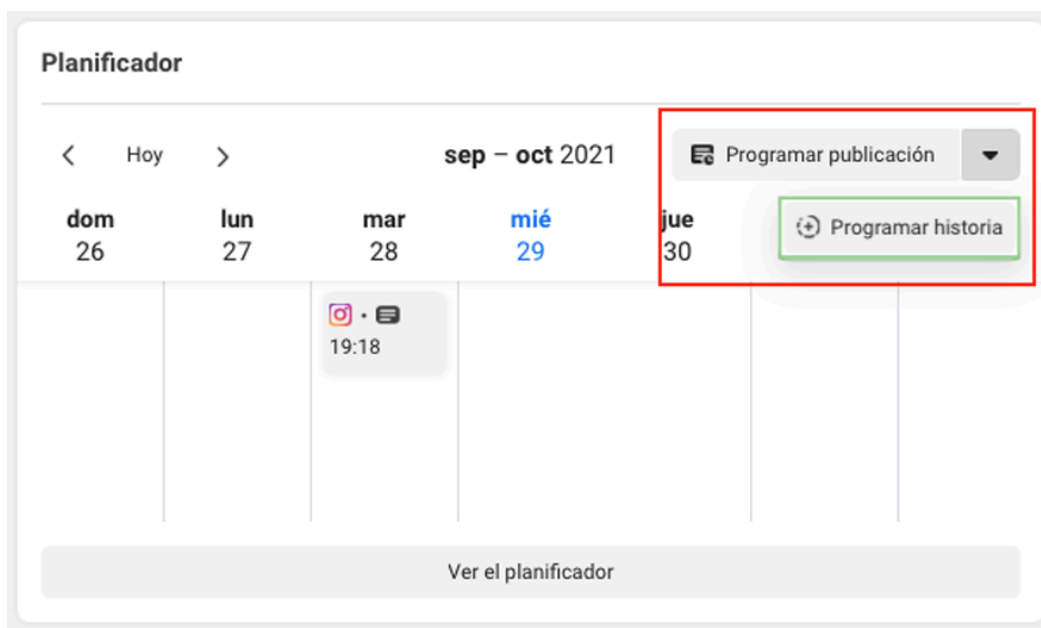 Planificador
Hoy
sep – oct 2021
Programar publicación
dom lun mar mié jue
26 27 28 29 30
Programar historia
19:18
Ver el planificador